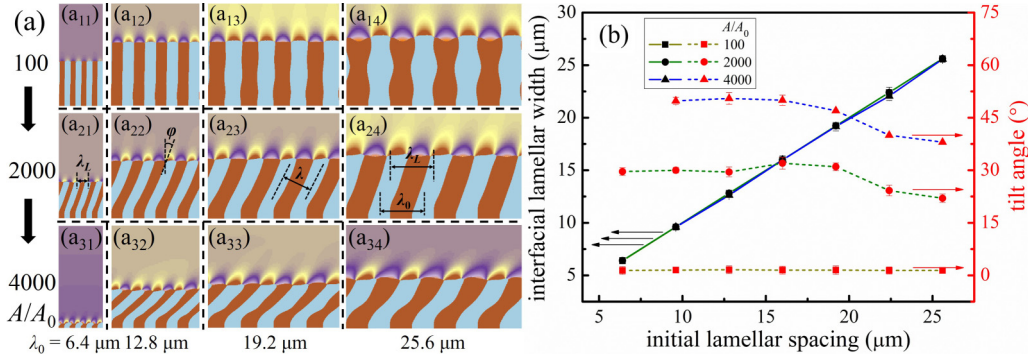 (a)
(a₁₁) (a₁₂) (a₁₃) (a₁₄)
100
(a₂₁) (a₂₂) (a₂₃) (a₂₄)
φ
λ_L λ λ_L
2000
λ₀
(a₃₁) (a₃₂) (a₃₃) (a₃₄)
4000
A/A₀
λ₀ = 6.4 μm 12.8 μm 19.2 μm 25.6 μm
(b)
A/A₀
100
2000
4000
interfacial lamellar width (μm)
30
25
20
15
10
5
tilt angle (°)
75
60
45
30
15
0
5 10 15 20 25
initial lamellar spacing (μm)